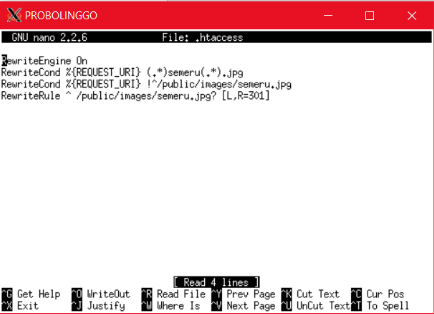 PROBOLINGGO
GNU nano 2.2.6 File: .htaccess
RewriteEngine On
RewriteCond %{REQUEST_URI} (.*)semeru(.*).jpg
RewriteCond %{REQUEST_URI} !^/public/images/semeru.jpg
RewriteRule ^ /public/images/semeru.jpg? [L,R=301]
[ Read 4 lines ]
^G Get Help ^O WriteOut ^R Read File ^Y Prev Page ^K Cut Text ^C Cur Pos
^X Exit ^J Justify ^W Where Is ^V Next Page ^U UnCut Text ^T To Spell